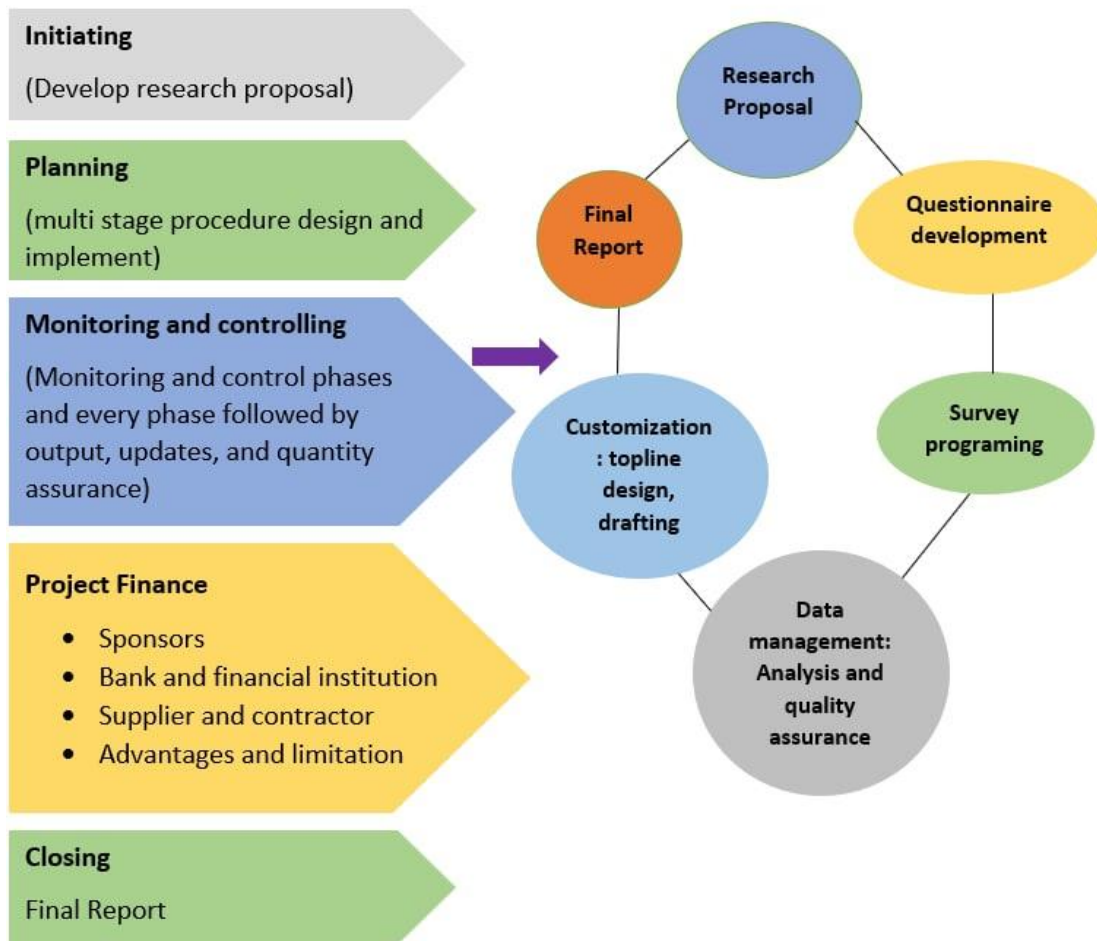 Initiating
(Develop research proposal)
Planning
(multi stage procedure design and
implement)
Monitoring and controlling
(Monitoring and control phases
and every phase followed by
output, updates, and quantity
assurance)
Project Finance
• Sponsors
• Bank and financial institution
• Supplier and contractor
• Advantages and limitation
Closing
Final Report
Research
Proposal
Questionnaire
development
Survey
programing
Data
management:
Analysis and
quality
assurance
Customization
: topline
design,
drafting
Final
Report